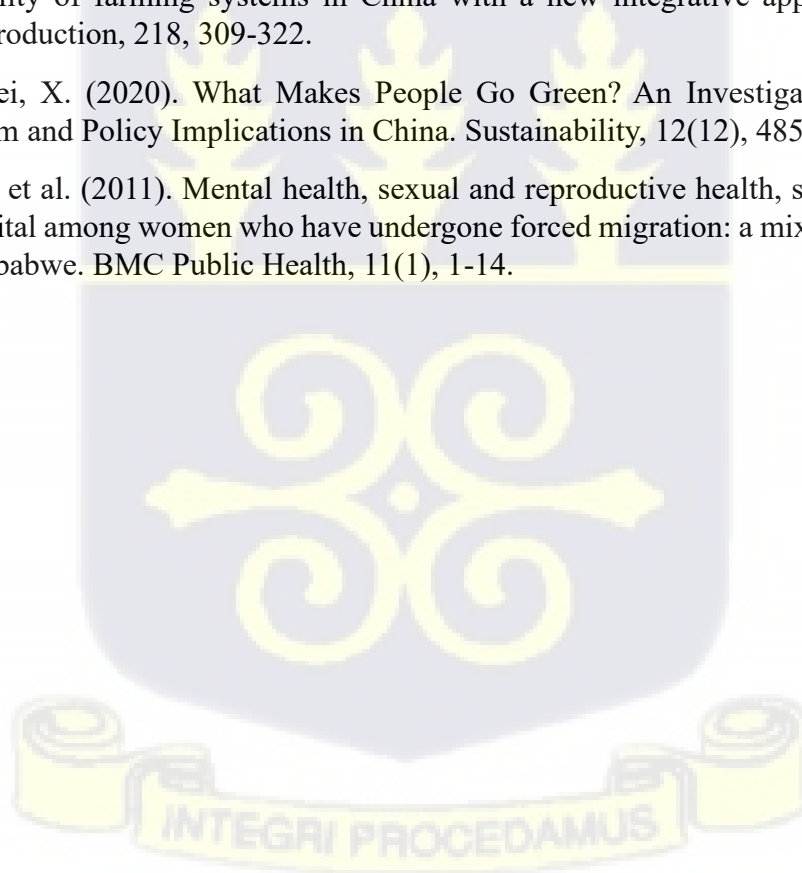 ity of farming systems in China with a new integrative app
roduction, 218, 309-322.
ei, X. (2020). What Makes People Go Green? An Investiga
m and Policy Implications in China. Sustainability, 12(12), 485
et al. (2011). Mental health, sexual and reproductive health, s
ital among women who have undergone forced migration: a mix
babwe. BMC Public Health, 11(1), 1-14.
INTEGRI PROCEDAMUS